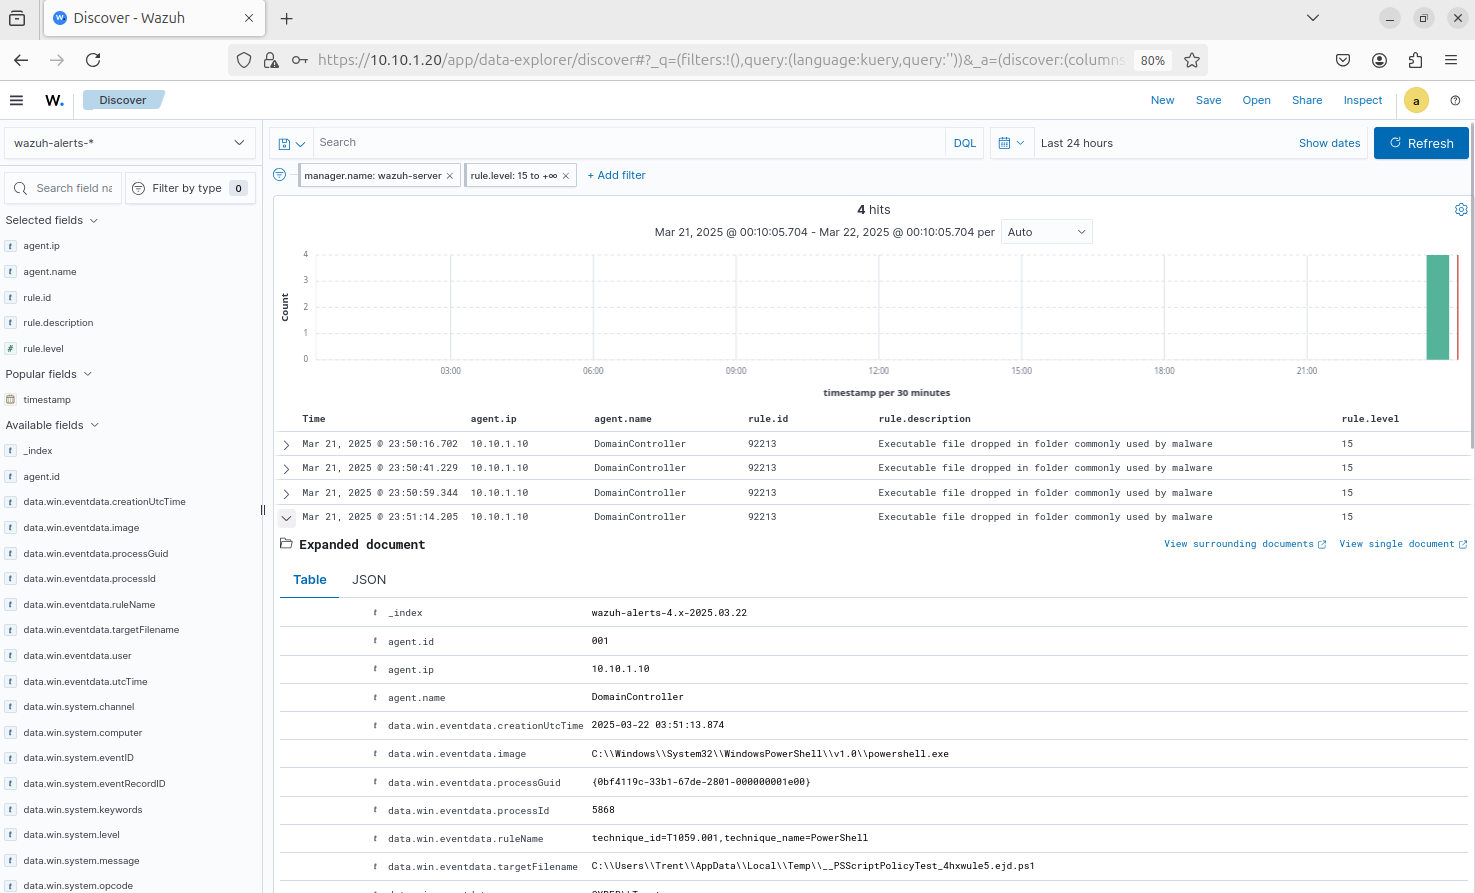 Discover - Wazuh
https://10.10.1.20/app/data-explorer/discover#?_q=(filters:!(),query:(language:kuery,query:''))&_a=(discover:(columns
80%
W.
Discover
New
Save
Open
Share
Inspect
a
wazuh-alerts-*
Search
DQL
Last 24 hours
Show dates
Refresh
manager.name: wazuh-server
rule.level: 15 to +∞
+ Add filter
Search field na
Filter by type 0
Selected fields
t agent.ip
t agent.name
t rule.id
t rule.description
# rule.level
Popular fields
timestamp
Available fields
t _index
t agent.id
t data.win.eventdata.creationUtcTime
t data.win.eventdata.image
t data.win.eventdata.processGuid
t data.win.eventdata.processId
t data.win.eventdata.ruleName
t data.win.eventdata.targetFilename
t data.win.eventdata.user
t data.win.eventdata.utcTime
t data.win.system.channel
t data.win.system.computer
t data.win.system.eventID
t data.win.system.eventRecordID
t data.win.system.keywords
t data.win.system.level
t data.win.system.message
t data.win.system.opcode
4 hits
Mar 21, 2025 @ 00:10:05.704 - Mar 22, 2025 @ 00:10:05.704 per Auto
Count
4
3
2
1
0
03:00 06:00 09:00 12:00 15:00 18:00 21:00
timestamp per 30 minutes
Time agent.ip agent.name rule.id rule.description rule.level
Mar 21, 2025 @ 23:50:16.702 10.10.1.10 DomainController 92213 Executable file dropped in folder commonly used by malware 15
Mar 21, 2025 @ 23:50:41.229 10.10.1.10 DomainController 92213 Executable file dropped in folder commonly used by malware 15
Mar 21, 2025 @ 23:50:59.344 10.10.1.10 DomainController 92213 Executable file dropped in folder commonly used by malware 15
Mar 21, 2025 @ 23:51:14.205 10.10.1.10 DomainController 92213 Executable file dropped in folder commonly used by malware 15
Expanded document
View surrounding documents
View single document
Table
JSON
t _index wazuh-alerts-4.x-2025.03.22
t agent.id 001
t agent.ip 10.10.1.10
t agent.name DomainController
t data.win.eventdata.creationUtcTime 2025-03-22 03:51:13.874
t data.win.eventdata.image C:\\Windows\\System32\\WindowsPowerShell\\v1.0\\powershell.exe
t data.win.eventdata.processGuid {0bf4119c-33b1-67de-2801-000000001e00}
t data.win.eventdata.processId 5868
t data.win.eventdata.ruleName technique_id=T1059.001,technique_name=PowerShell
t data.win.eventdata.targetFilename C:\\Users\\Trent\\AppData\\Local\\Temp\\__PSScriptPolicyTest_4hxwule5.ejd.ps1